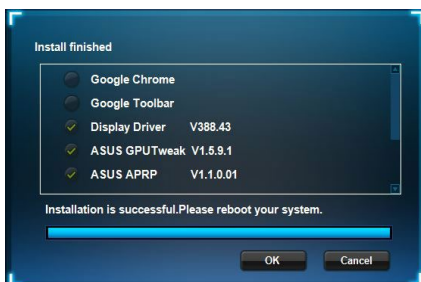 Install finished
Google Chrome
Google Toolbar
Display Driver V388.43
ASUS GPUTweak V1.5.9.1
ASUS APRP V1.1.0.01
Installation is successful.Please reboot your system.
OK Cancel